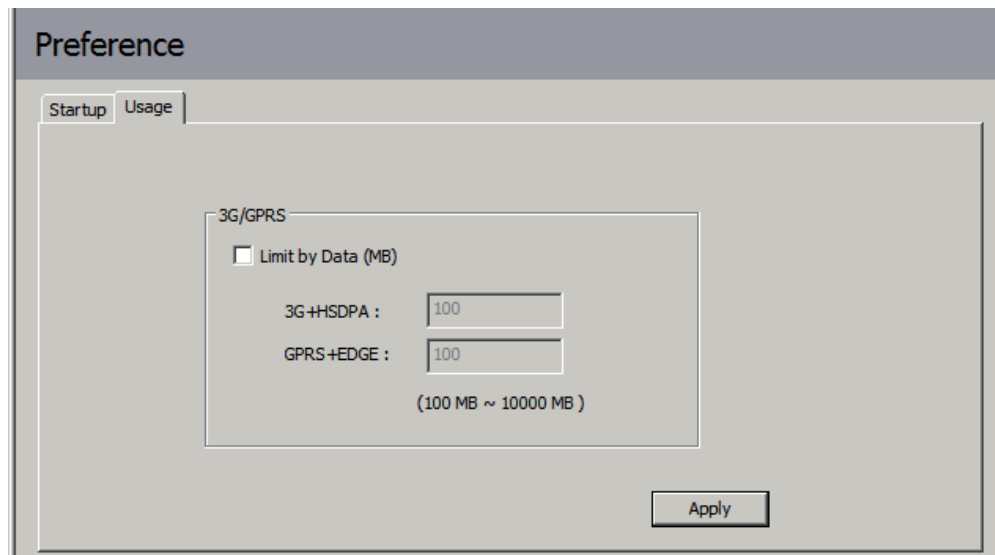 Preference
Startup Usage
3G/GPRS
Limit by Data (MB)
3G+HSDPA : 100
GPRS+EDGE : 100
(100 MB ~ 10000 MB )
Apply